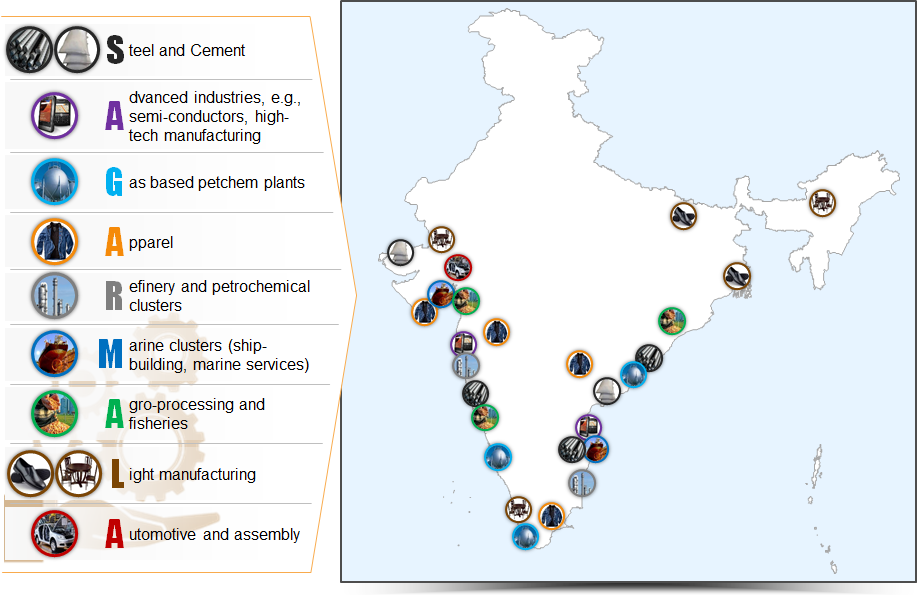 Steel and Cement
Advanced industries, e.g.,
semi-conductors, high-
tech manufacturing
Gas based petchem plants
Apparel
Refinery and petrochemical
clusters
Marine clusters (ship-
building, marine services)
Agro-processing and
fisheries
Light manufacturing
Automotive and assembly